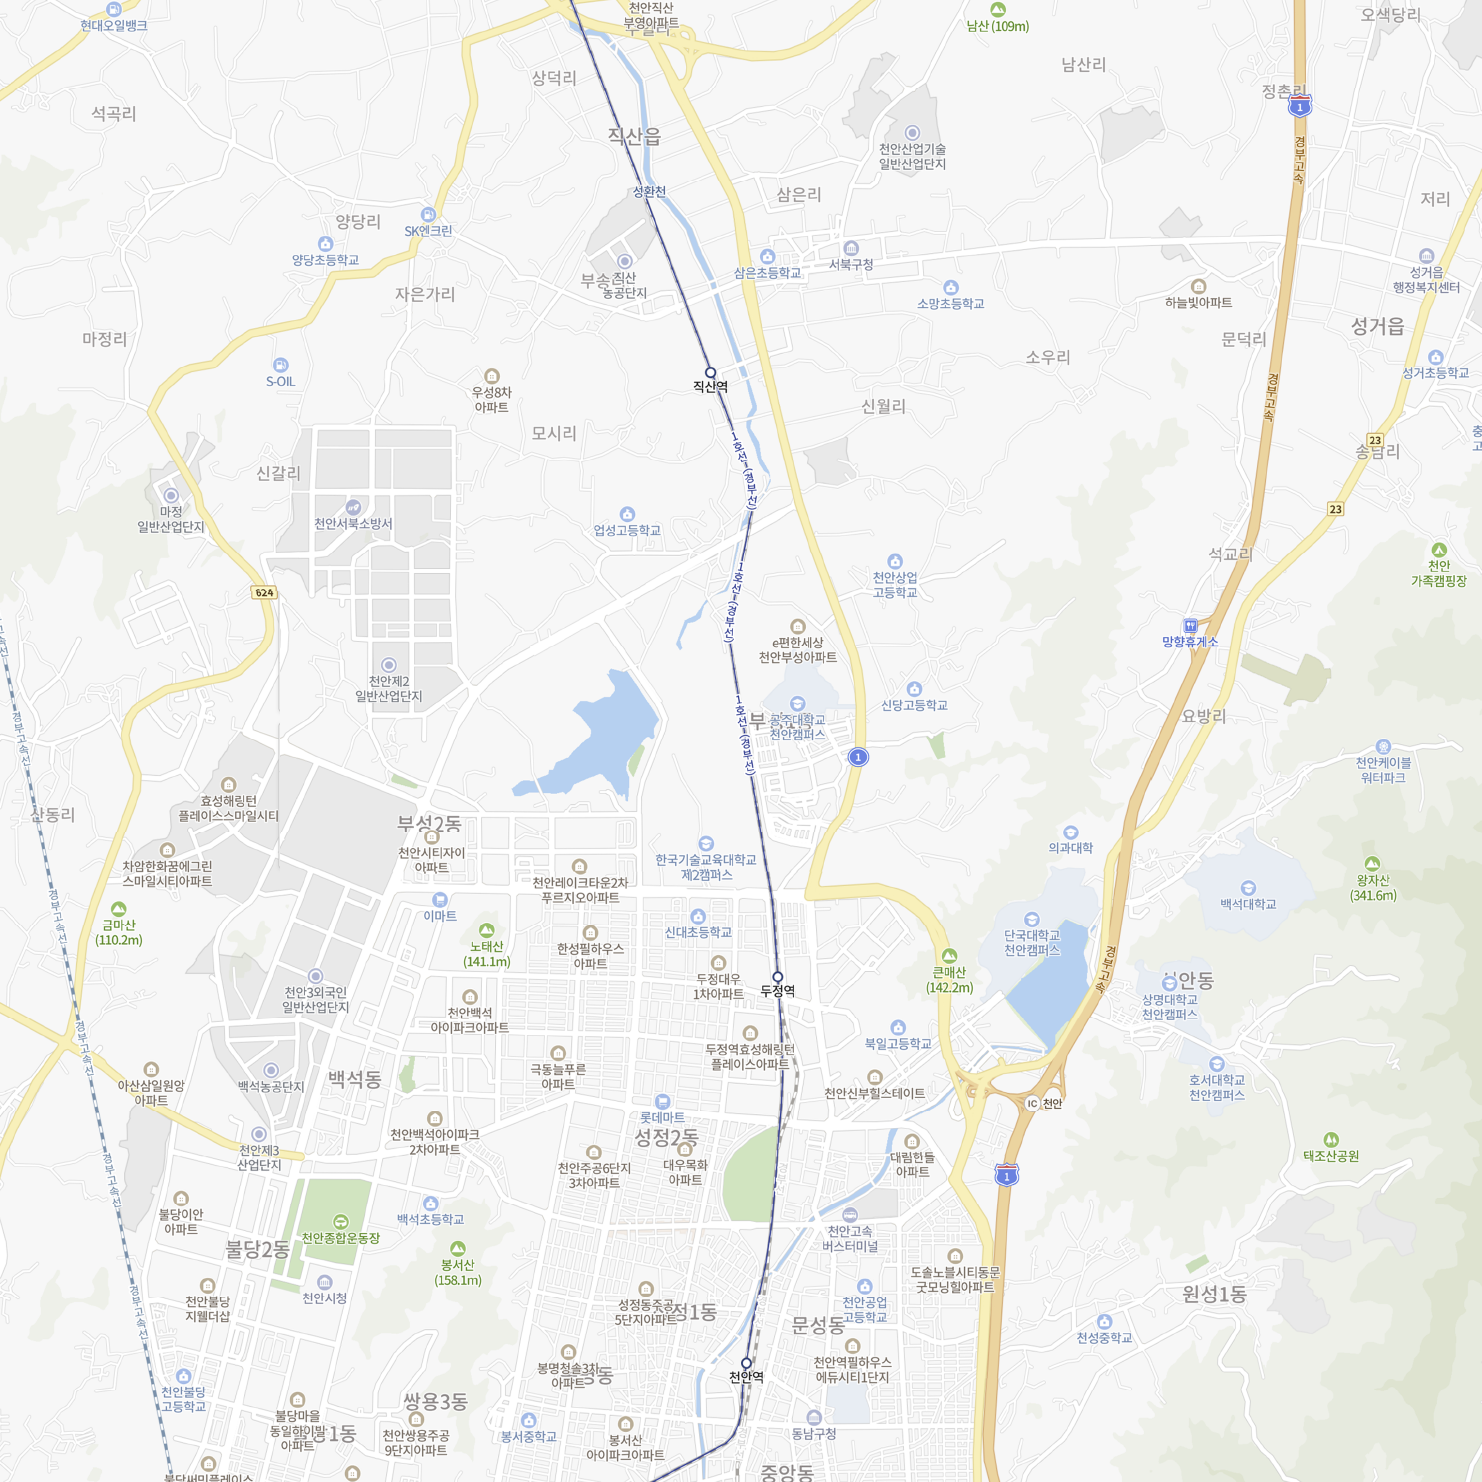 현대오일뱅크
천안직산
부영아파트
남산 (109m)
오색당리
남산리
상덕리
석곡리
정촌리
1
직산읍
경부고속
천안산업기술
일반산업단지
성환천
삼은리
저리
양당리
SK엔크린
양당초등학교
삼은초등학교
서북구청
직산
농공단지
성거읍
행정복지센터
자은가리
소망초등학교
하늘빛아파트
마정리
문덕리
성거읍
소우리
성거초등학교
S-OIL
직산역
우성8차
아파트
경부고속
신월리
모시리
1호선(경부선)
23
송남리
신갈리
마정
일반산업단지
천안서북소방서
업성고등학교
23
석교리
천안
가족캠핑장
천안상업
고등학교
624
1호선(경부선)
e편한세상
천안부성아파트
망향휴게소
천안제2
일반산업단지
신당고등학교
1호선(경부선)
공주대학교
천안캠퍼스
요방리
경부고속선
1
천안케이블
워터파크
효성해링턴
플레이스스마일시티
산동리
부성2동
천안시티자이
아파트
의과대학
차암한화꿈에그린
스마일시티아파트
한국기술교육대학교
제2캠퍼스
왕자산
(341.6m)
천안레이크타운2차
푸르지오아파트
백석대학교
이마트
금마산
(110.2m)
경부고속선
신대초등학교
단국대학교
천안캠퍼스
노태산
(141.1m)
한성필하우스
아파트
큰매산
(142.2m)
경부고속
두정대우
1차아파트
두정역
천안3외국인
일반산업단지
상명대학교
천안캠퍼스
천안백석
아이파크아파트
북일고등학교
경부고속선
두정역효성해링턴
플레이스아파트
극동늘푸른
아파트
아산삼일원앙
아파트
백석농공단지
백석동
천안신부힐스테이트
호서대학교
천안캠퍼스
IC 천안
롯데마트
성정2동
천안백석아이파크
2차아파트
천안제3
산업단지
대림한들
아파트
태조산공원
천안주공6단지
3차아파트
대우목화
아파트
1
경부고속선
불당이안
아파트
백석초등학교
천안종합운동장
천안고속
버스터미널
불당2동
봉서산
(158.1m)
도솔노블시티동문
굿모닝힐아파트
천안불당
지웰더샵
천안시청
경부고속선
성정동주공
5단지아파트
천안공업
고등학교
원성1동
문성동
천성중학교
봉명청솔3차
아파트
천안역
천안역필하우스
에듀시티1단지
천안불당
고등학교
쌍용3동
불당마을
동일하이빌
아파트
천안쌍용주공
9단지아파트
봉서중학교
봉서산
아이파크아파트
동남구청
중앙동
불당써밋플레이스